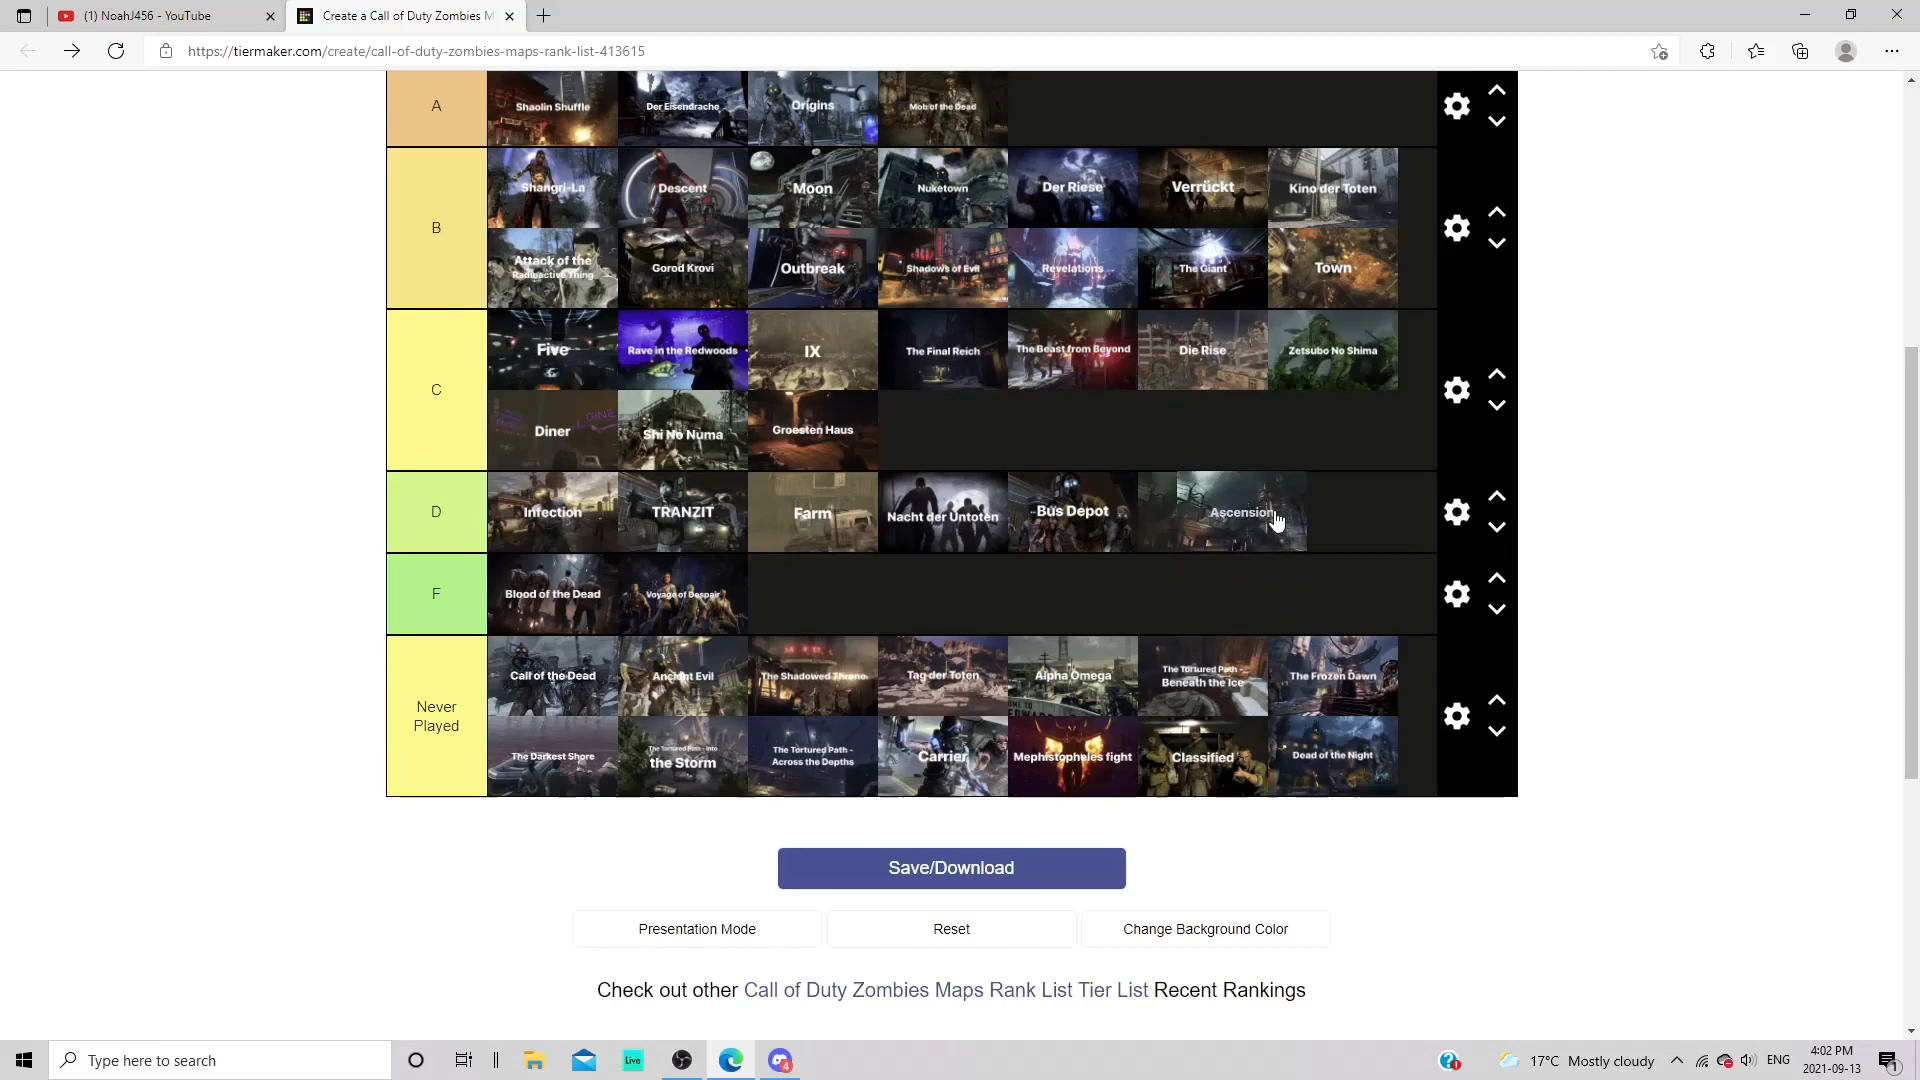 (1) NoahJ456 - YouTube
Create a Call of Duty Zombies M
https://tiermaker.com/create/call-of-duty-zombies-maps-rank-list-413615
A
Shaolin Shuffle
Der Eisendrache
Origins
Mob of the Dead
B
Shangri-La
Descent
Moon
Nuketown
Der Riese
Verrückt
Kino der Toten
Attack of the
Radioactive Thing
Gorod Krovi
Outbreak
Shadows of Evil
Revelations
The Giant
Town
C
Five
Rave in the Redwoods
IX
The Final Reich
The Beast from Beyond
Die Rise
Zetsubo No Shima
Diner
Shi No Numa
Groesten Haus
D
Infection
TRANZIT
Farm
Nacht der Untoten
Bus Depot
Ascension
F
Blood of the Dead
Voyage of Despair
Never
Played
Call of the Dead
Ancient Evil
The Shadowed Throne
Tag der Toten
Alpha Omega
The Tortured Path -
Beneath the Ice
The Frozen Dawn
The Darkest Shore
The Tortured Path - Into
the Storm
The Tortured Path -
Across the Depths
Carrier
Mephistopheles fight
Classified
Dead of the Night
Save/Download
Presentation Mode
Reset
Change Background Color
Check out other Call of Duty Zombies Maps Rank List Tier List Recent Rankings
Type here to search
Live
4
17°C Mostly cloudy
ENG
4:02 PM
2021-09-13
1